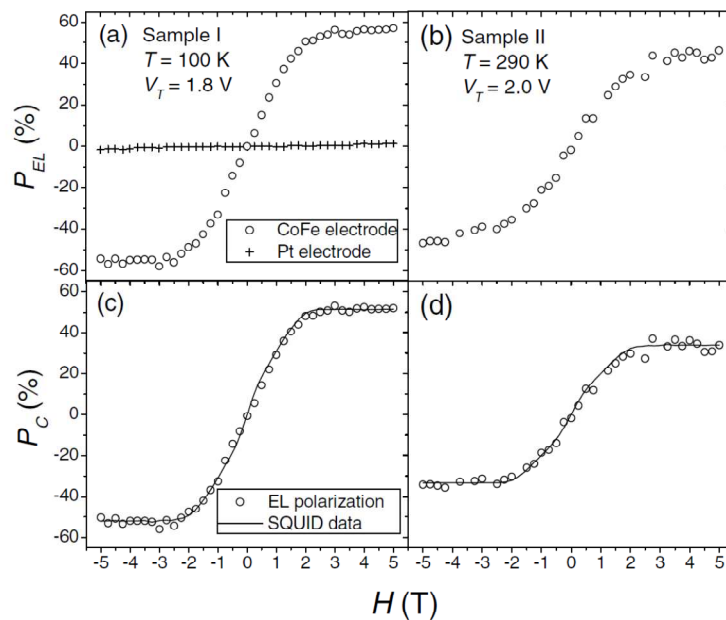 (a) Sample I
T = 100 K
V_T = 1.8 V
(b) Sample II
T = 290 K
V_T = 2.0 V
P_EL (%)
60
40
20
0
-20
-40
-60
○ CoFe electrode
+ Pt electrode
(c)
(d)
P_C (%)
60
40
20
0
-20
-40
-60
○ EL polarization
— SQUID data
-5 -4 -3 -2 -1 0 1 2 3 4 5
-5 -4 -3 -2 -1 0 1 2 3 4 5
H (T)